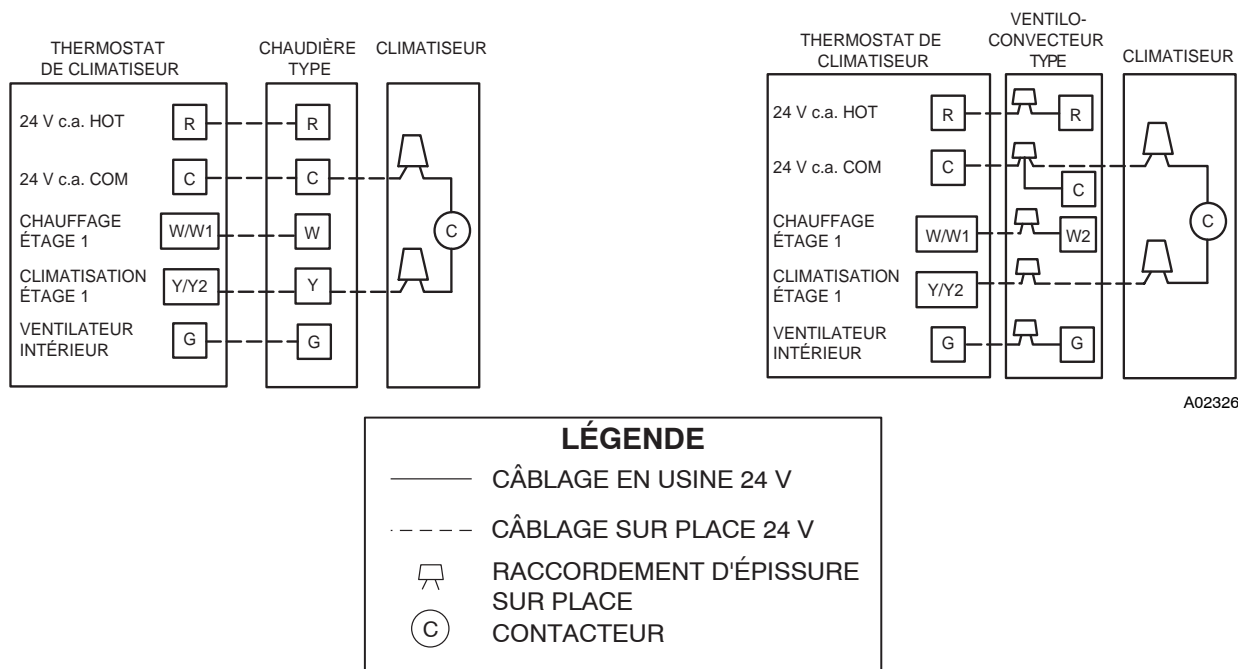 THERMOSTAT
DE CLIMATISEUR
CHAUDIÈRE
TYPE
CLIMATISEUR
24 V c.a. HOT
R
R
24 V c.a. COM
C
C
CHAUFFAGE
ÉTAGE 1
W/W1
W
C
CLIMATISATION
ÉTAGE 1
Y/Y2
Y
VENTILATEUR
INTÉRIEUR
G
G
THERMOSTAT DE
CLIMATISEUR
VENTILO-
CONVECTEUR
TYPE
CLIMATISEUR
24 V c.a. HOT
R
R
24 V c.a. COM
C
C
CHAUFFAGE
ÉTAGE 1
W/W1
W2
C
CLIMATISATION
ÉTAGE 1
Y/Y2
VENTILATEUR
INTÉRIEUR
G
G
A02326
LÉGENDE
CÂBLAGE EN USINE 24 V
CÂBLAGE SUR PLACE 24 V
RACCORDEMENT D'ÉPISSURE
SUR PLACE
C
CONTACTEUR